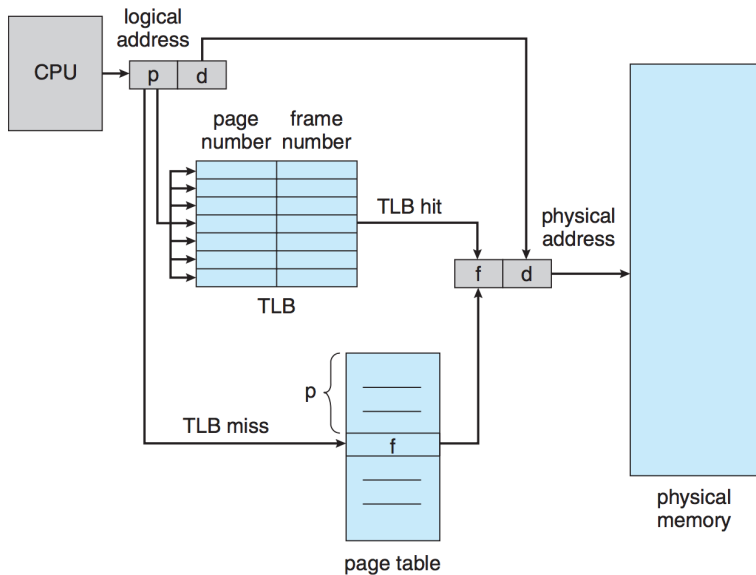 logical
address
CPU
p
d
page
number
frame
number
TLB hit
physical
address
f
d
TLB
p
TLB miss
f
page table
physical
memory